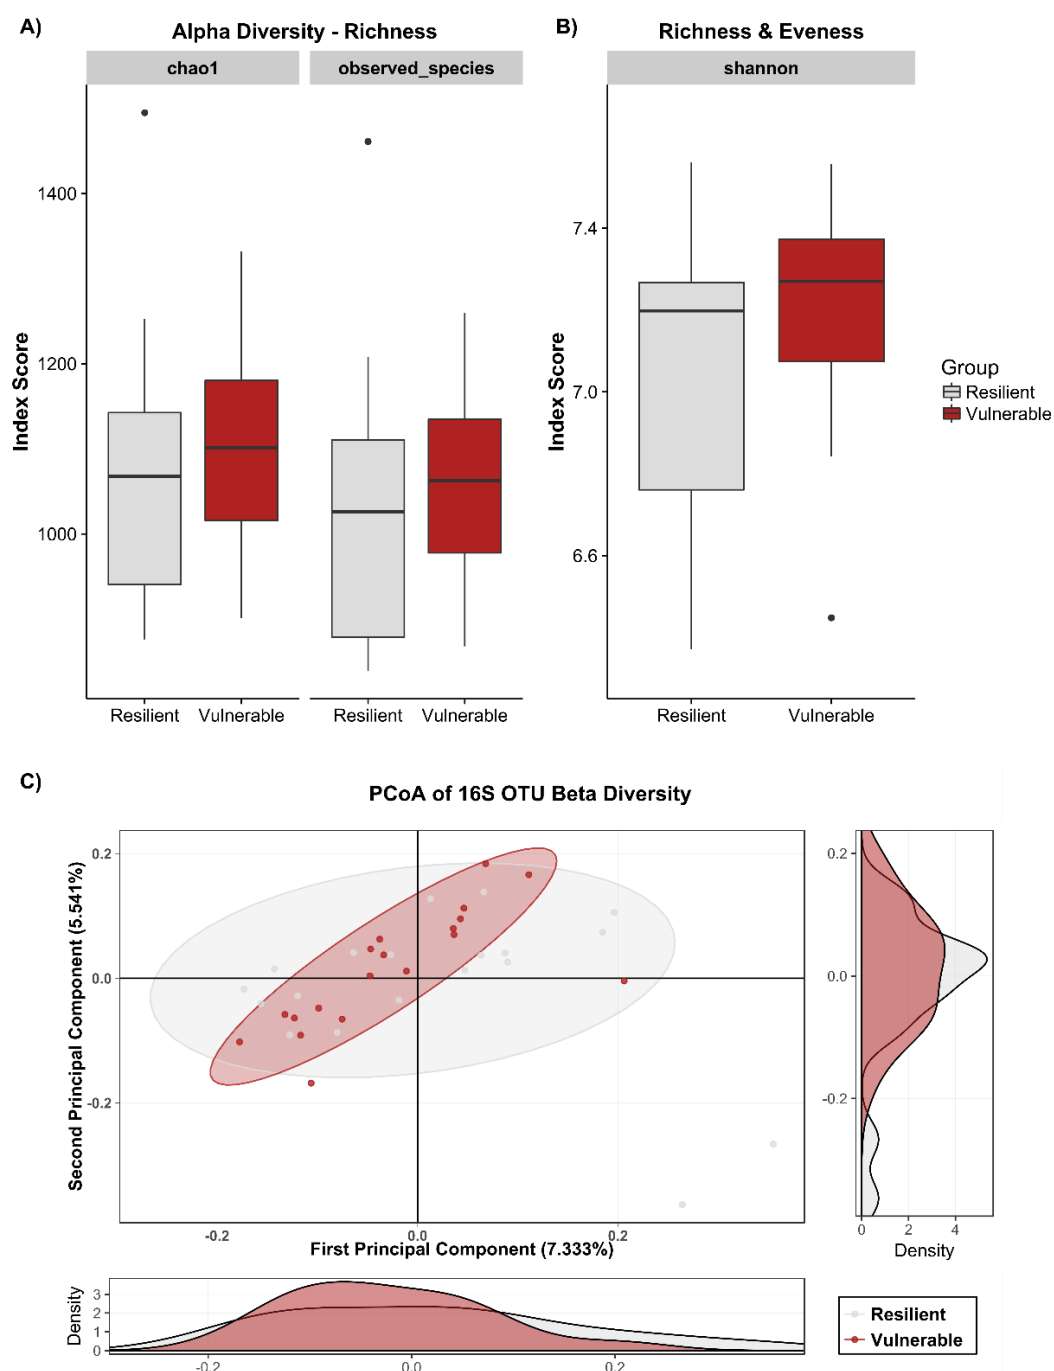 A)
Alpha Diversity - Richness
chao1
observed_species
Index Score
1400
1200
1000
Resilient
Vulnerable
Resilient
Vulnerable
B)
Richness & Eveness
shannon
Index Score
7.4
7.0
6.6
Resilient
Vulnerable
Group
Resilient
Vulnerable
C)
PCoA of 16S OTU Beta Diversity
Second Principal Component (5.541%)
0.2
0.0
-0.2
-0.2
0.0
0.2
First Principal Component (7.333%)
0.2
0.0
-0.2
0
2
4
Density
Density
3
2
1
0
-0.2
0.0
0.2
Resilient
Vulnerable